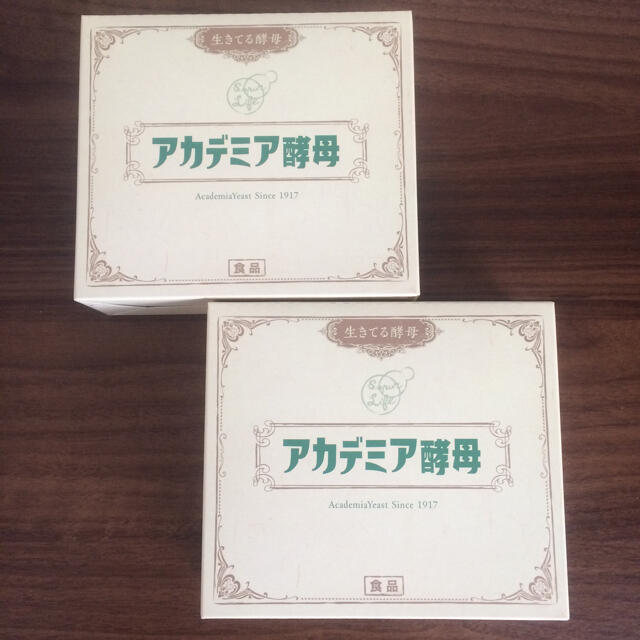 生きてる酵母
アカデミア酵母
AcademiaYeast Since 1917
食品
生きてる酵母
アカデミア酵母
AcademiaYeast Since 1917
食品